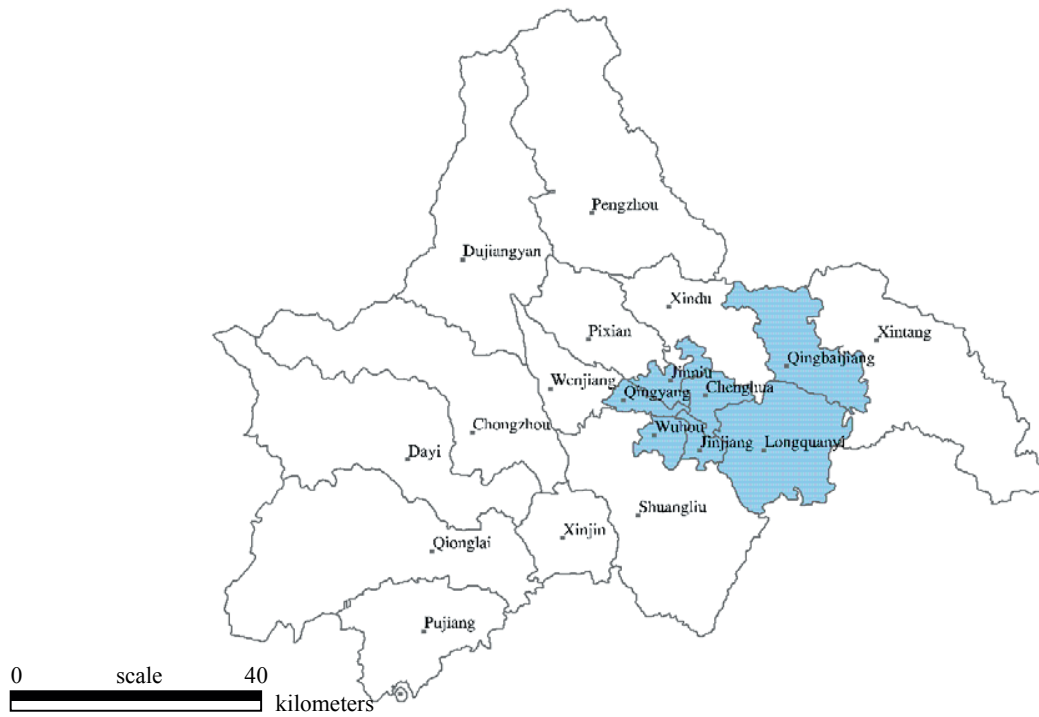 Pengzhou
Dujiangyan
Xindu
Pixian
Xintang
Qingbaijiang
Jinniu
Wenjiang
Chenghua
Qingyang
Chongzhou
Wuhou
Jinjiang
Longquanyi
Dayi
Shuangliu
Xinjin
Qionglai
Pujiang
0 scale 40
kilometers